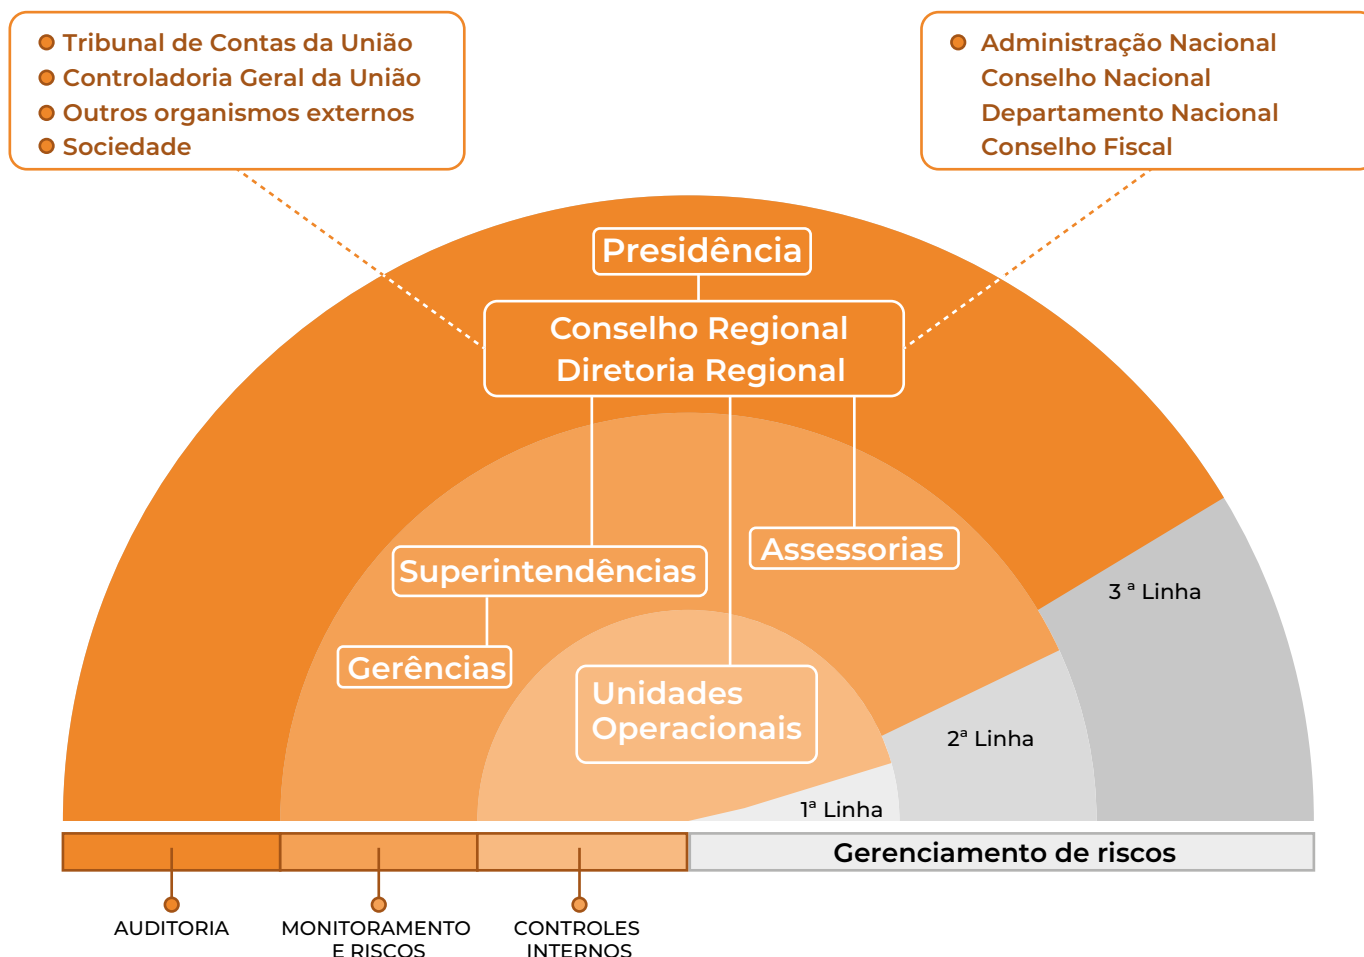 Tribunal de Contas da União
Controladoria Geral da União
Outros organismos externos
Sociedade
Administração Nacional
Conselho Nacional
Departamento Nacional
Conselho Fiscal
Presidência
Conselho Regional
Diretoria Regional
Assessorias
Superintendências
Gerências
Unidades
Operacionais
3 ª Linha
2ª Linha
1ª Linha
Gerenciamento de riscos
AUDITORIA
MONITORAMENTO
E RISCOS
CONTROLES
INTERNOS